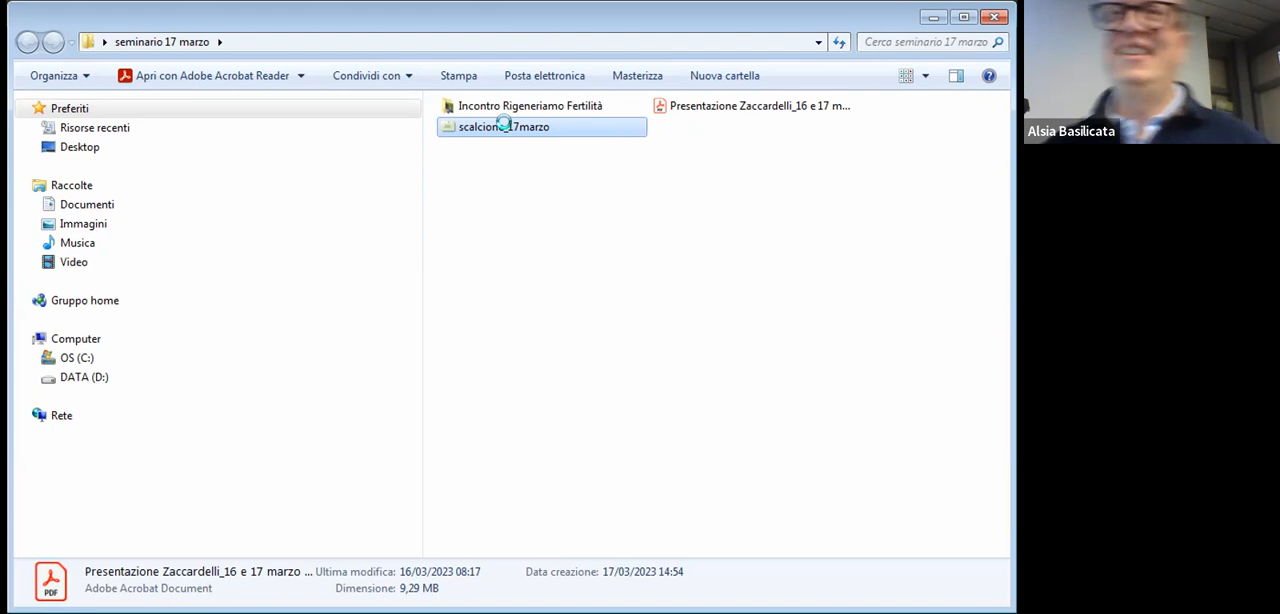 seminario 17 marzo
Cerca seminario 17 marzo
Organizza
Apri con Adobe Acrobat Reader
Condividi con
Stampa
Posta elettronica
Masterizza
Nuova cartella
Preferiti
Risorse recenti
Desktop
Raccolte
Documenti
Immagini
Musica
Video
Gruppo home
Computer
OS (C:)
DATA (D:)
Rete
Incontro Rigeneriamo Fertilità
Presentazione Zaccardelli_16 e 17 m...
17marzo
Presentazione Zaccardelli_16 e 17 marzo ...
Ultima modifica: 16/03/2023 08:17
Data creazione: 17/03/2023 14:54
Adobe Acrobat Document
Dimensione: 9,29 MB
PDF
Alsia Basilicata